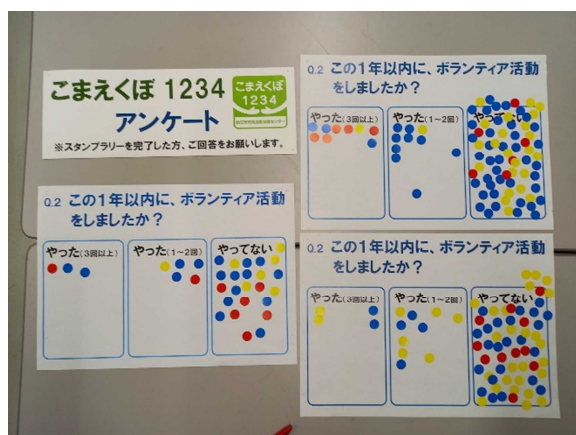 こまえくぼ 1234
アンケート
※スタンプラリーを完了した方、ご回答をお願いします。
こまえくぼ
1234
Q.2 この1年以内に、ボランティア活動
をしましたか？
やった(3回以上)
やった(1〜2回)
やってない
Q.2 この1年以内に、ボランティア活動
をしましたか？
やった(3回以上)
やった(1〜2回)
やってない
Q.2 この1年以内に、ボランティア活動
をしましたか？
やった(3回以上)
やった(1〜2回)
やってない